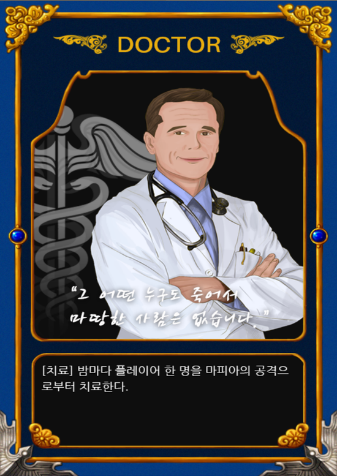 DOCTOR
“그 어떤 누구도 죽어서
마땅한 사람은 없습니다.”
[치료] 밤마다 플레이어 한 명을 마피아의 공격으
로부터 치료한다.